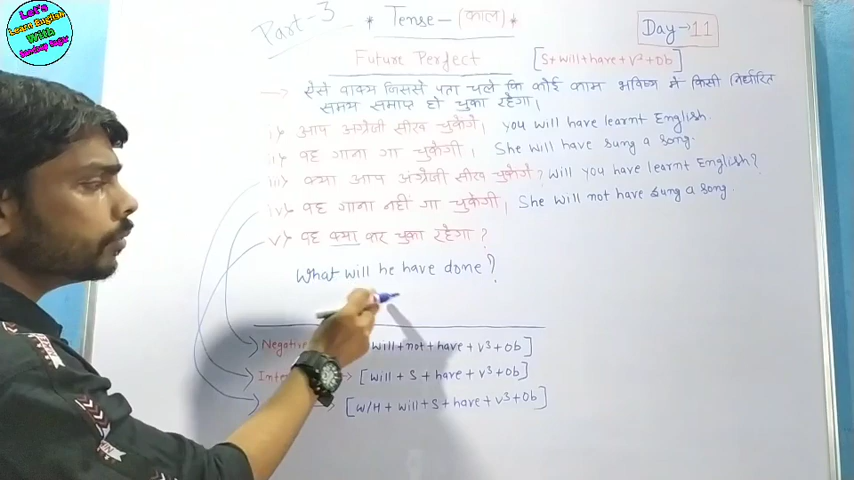 Let's
Learn English
With
Sandeep Sagar
Part-3
* Tense-(काल) *
Day→11
Future Perfect [S+will+have+V³+Ob]
→ ऐसे वाक्य जिससे पता चले कि कोई काम भविष्य में किसी निर्धारित
समय समाप्त हो चुका रहेगा।
i> आप अंग्रेजी सीख चुकेंगे। You will have learnt English.
ii> वह गाना गा चुकेगी। She will have sung a song.
iii> क्या आप अंग्रेजी सीख चुकेंगे? Will you have learnt English?
iv> वह गाना नहीं गा चुकेगी। She will not have sung a song.
v> वह क्या कर चुका रहेगा?
What will he have done?
Negative will+not+have+V³+Ob]
[Will+S+have+V³+Ob]
[W/H+will+S+have+V³+Ob]